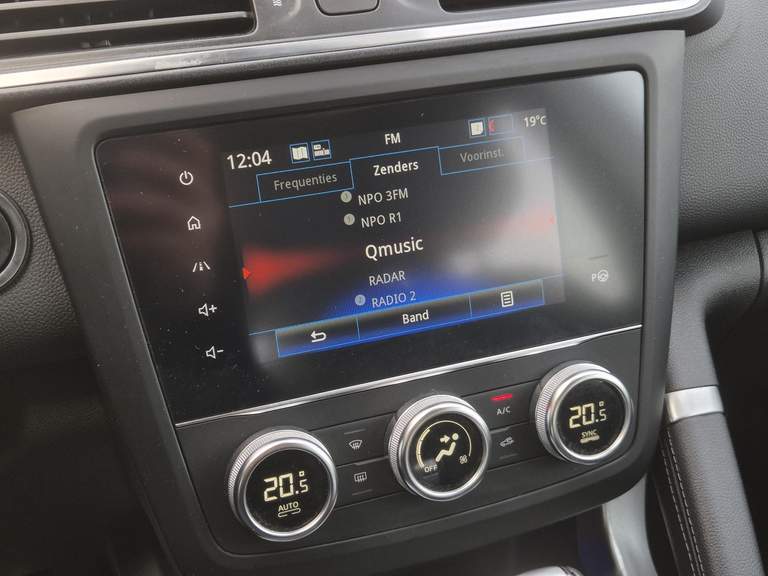 12:04
FM
19°C
Frequenties
Zenders
Voorinst.
NPO 3FM
NPO R1
Qmusic
RADAR
RADIO 2
Band
A/C
20.5
AUTO
OFF
20.5
SYNC